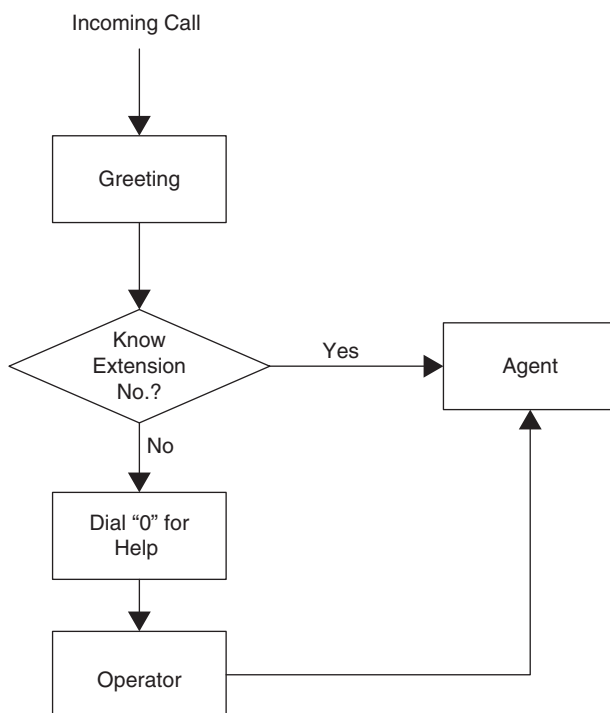 Incoming Call
Greeting
Know
Extension
No.?
Yes
Agent
No
Dial “0” for
Help
Operator